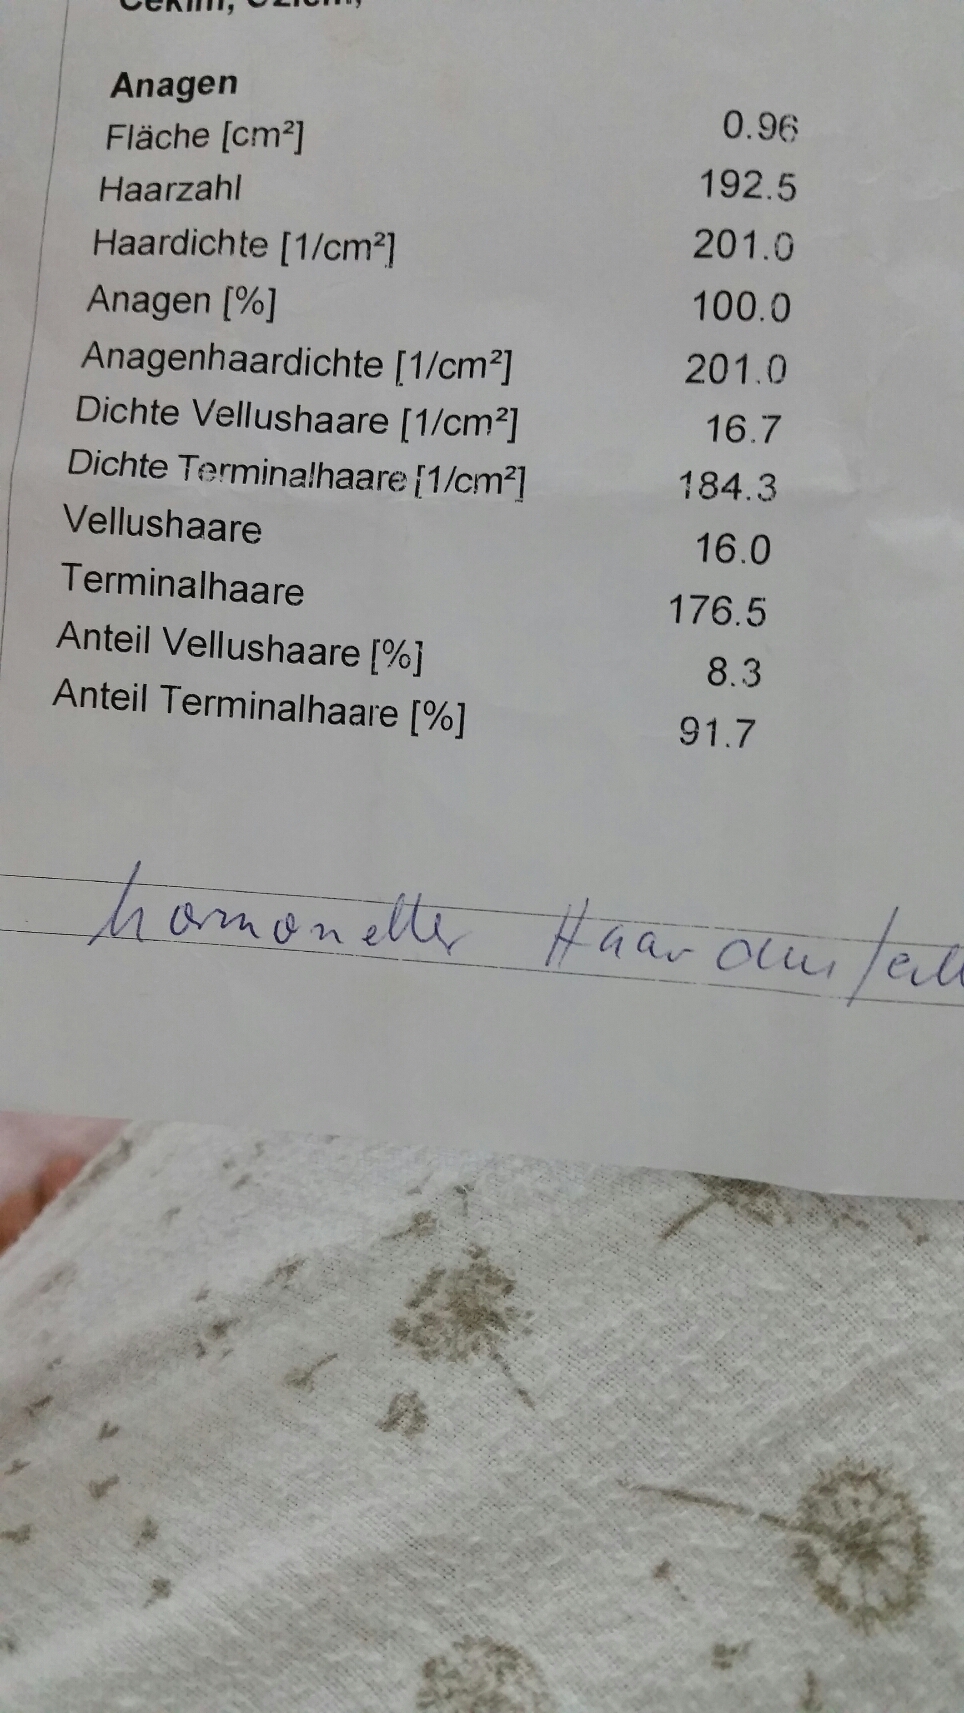 Anagen
Fläche [cm²] 0.96
Haarzahl 192.5
Haardichte [1/cm²] 201.0
Anagen [%] 100.0
Anagenhaardichte [1/cm²] 201.0
Dichte Vellushaare [1/cm²] 16.7
Dichte Terminalhaare [1/cm²] 184.3
Vellushaare 16.0
Terminalhaare 176.5
Anteil Vellushaare [%] 8.3
Anteil Terminalhaare [%] 91.7
hormoneller Haarausfall